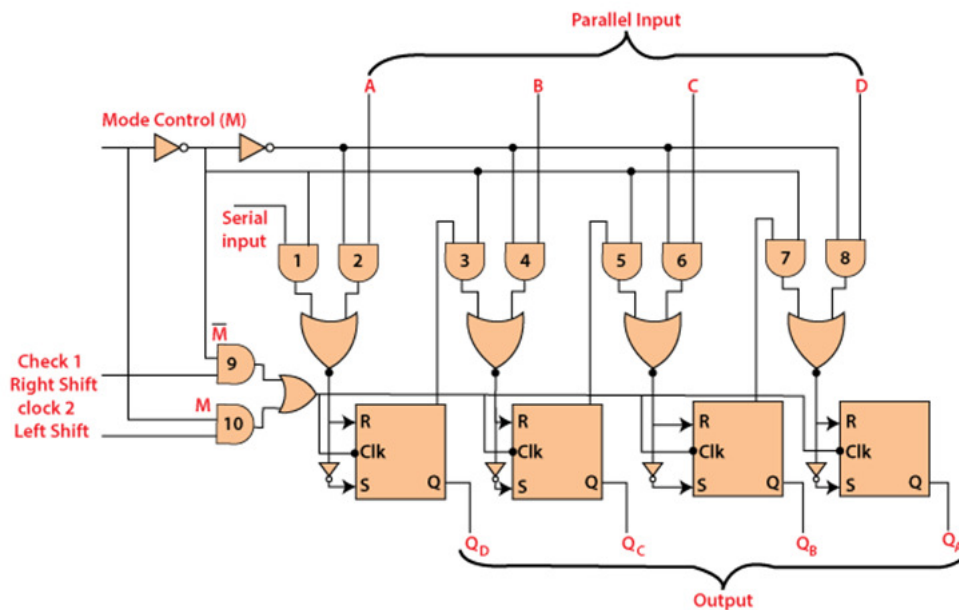 Parallel Input
A B C D
Mode Control (M)
Serial
input
1 2 3 4 5 6 7 8
M
9
Check 1
Right Shift
clock 2
Left Shift
M
10
R R R R
Clk Clk Clk Clk
S Q S Q S Q S Q
QD QC QB QA
Output